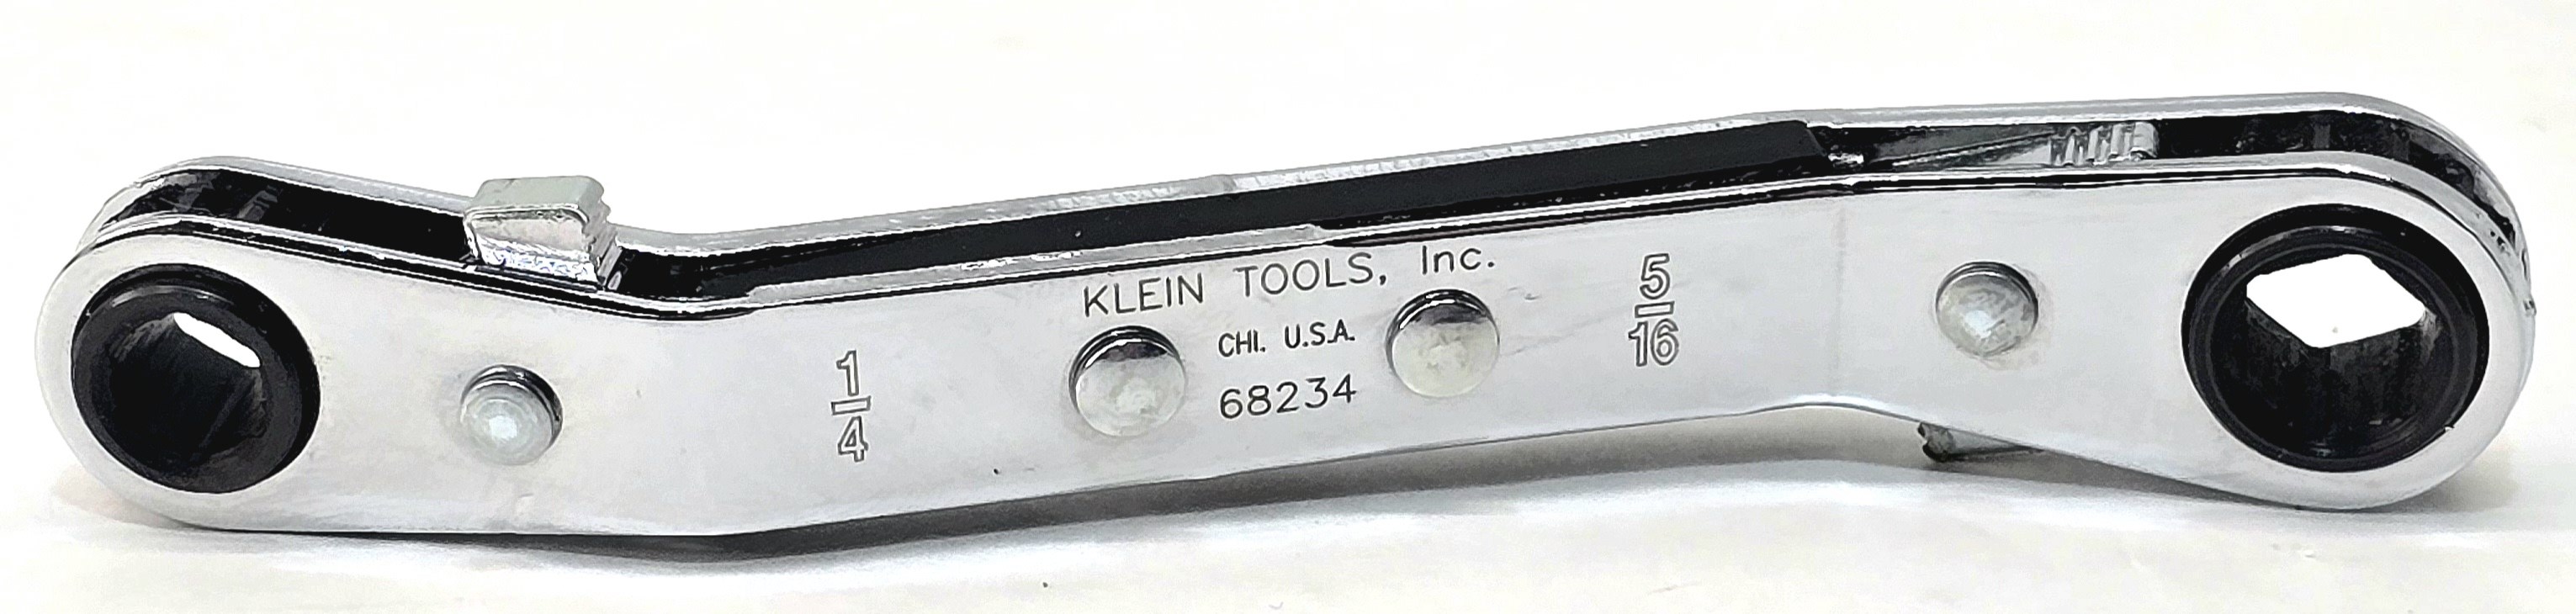 1/4
KLEIN TOOLS, Inc.
CHI. U.S.A.
68234
5/16